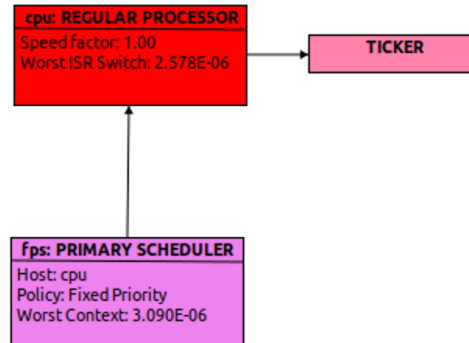 cpu: REGULAR PROCESSOR
Speed factor: 1.00
Worst ISR Switch: 2.578E-06
TICKER
fps: PRIMARY SCHEDULER
Host: cpu
Policy: Fixed Priority
Worst Context: 3.090E-06